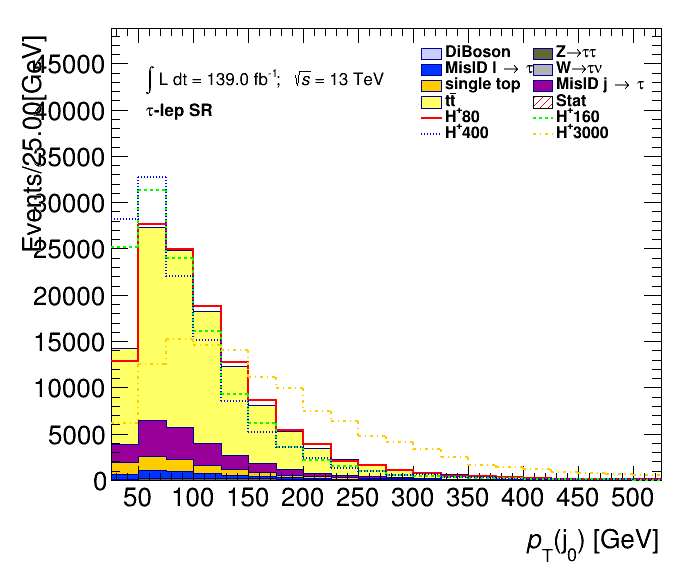 Events/25.00[GeV]
45000
40000
35000
30000
25000
20000
15000
10000
5000
0
∫ L dt = 139.0 fb⁻¹; √s = 13 TeV
τ-lep SR
DiBoson Z→ττ
MisID l → τ W→τν
single top MisID j → τ
tt̄ Stat
H⁺80 H⁺160
H⁺400 H⁺3000
50 100 150 200 250 300 350 400 450 500
p_T(j_0) [GeV]